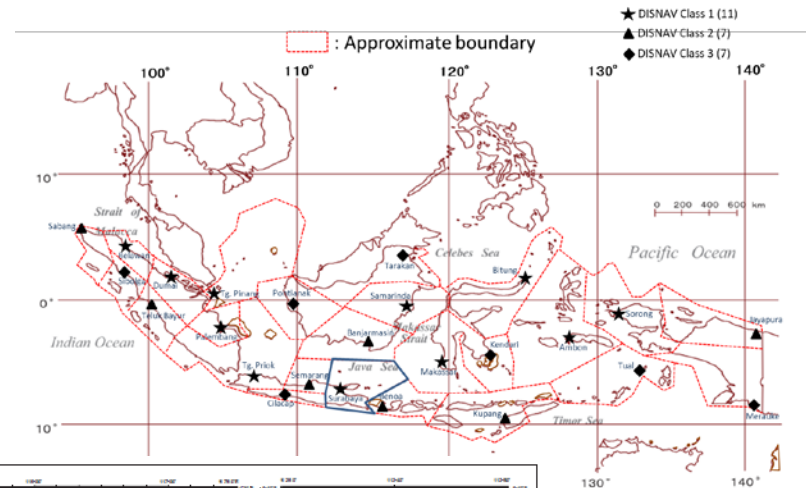 ★ DISNAV Class 1 (11)
▲ DISNAV Class 2 (7)
◆ DISNAV Class 3 (7)
: Approximate boundary
100°
110°
120°
130°
140°
10°
0 200 400 600 km
Strait of
Malacca
Sabang
Belawan
Sibolga
Dumai
Celebes Sea
Pacific Ocean
Tarakan
Bitung
0°
Tg. Pinang
Pontianak
Samarinda
Sorong
Jayapura
Teluk Bayur
Indian Ocean
Palembang
Banjarmasin
Makassar
Strait
Kendari
Ambon
Tg. Priok
Java Sea
Makassar
Tual
Semarang
Cilacap
Surabaya
Benoa
Kupang
Merauke
Timor Sea
10°
130°
140°